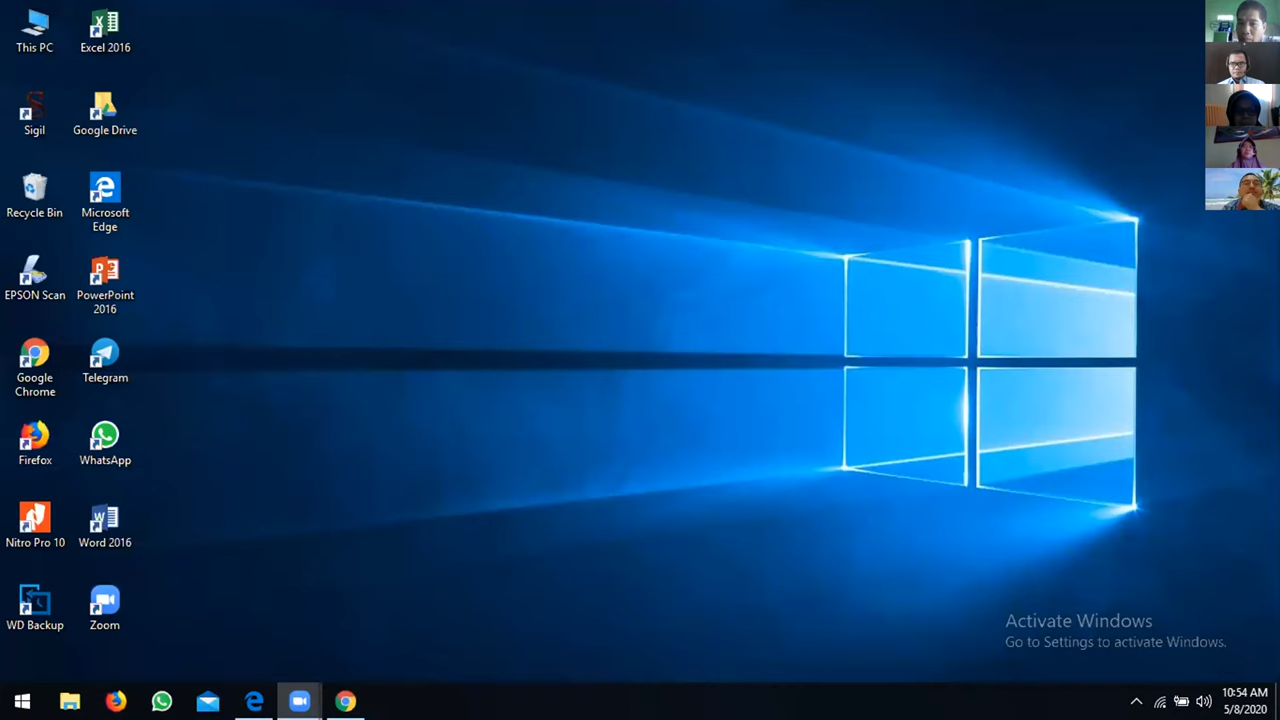 This PC
Excel 2016
Sigil
Google Drive
Recycle Bin
Microsoft
Edge
EPSON Scan
PowerPoint
2016
Google
Chrome
Telegram
Firefox
WhatsApp
Nitro Pro 10
Word 2016
WD Backup
Zoom
Activate Windows
Go to Settings to activate Windows.
10:54 AM
5/8/2020